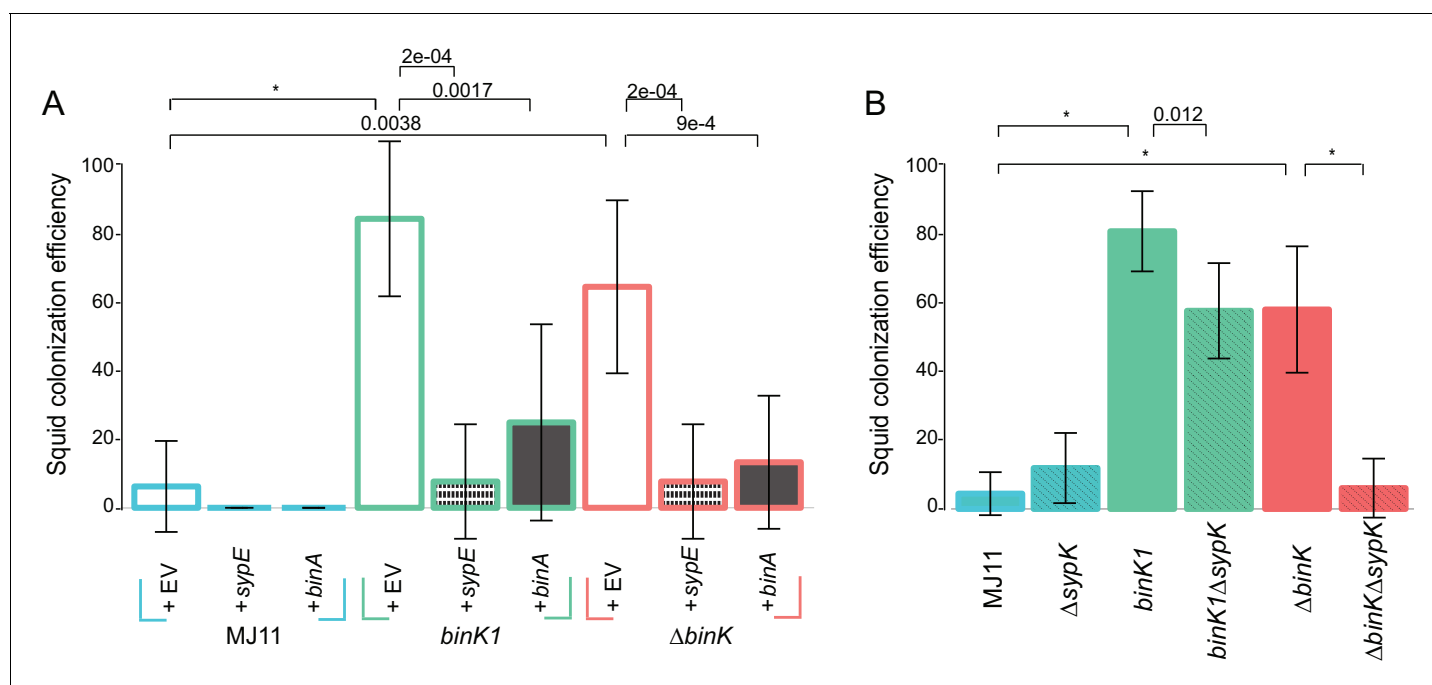 A
2e-04
*
0.0017
2e-04
0.0038
9e-4
Squid colonization efficiency
100
80
60
40
20
0
+ EV
+ sypE
+ binA
+ EV
+ sypE
+ binA
+ EV
+ sypE
+ binA
MJ11
binK1
ΔbinK
B
*
0.012
*
*
Squid colonization efficiency
100
80
60
40
20
0
MJ11
ΔsypK
binK1
binK1ΔsypK
ΔbinK
ΔbinKΔsypK